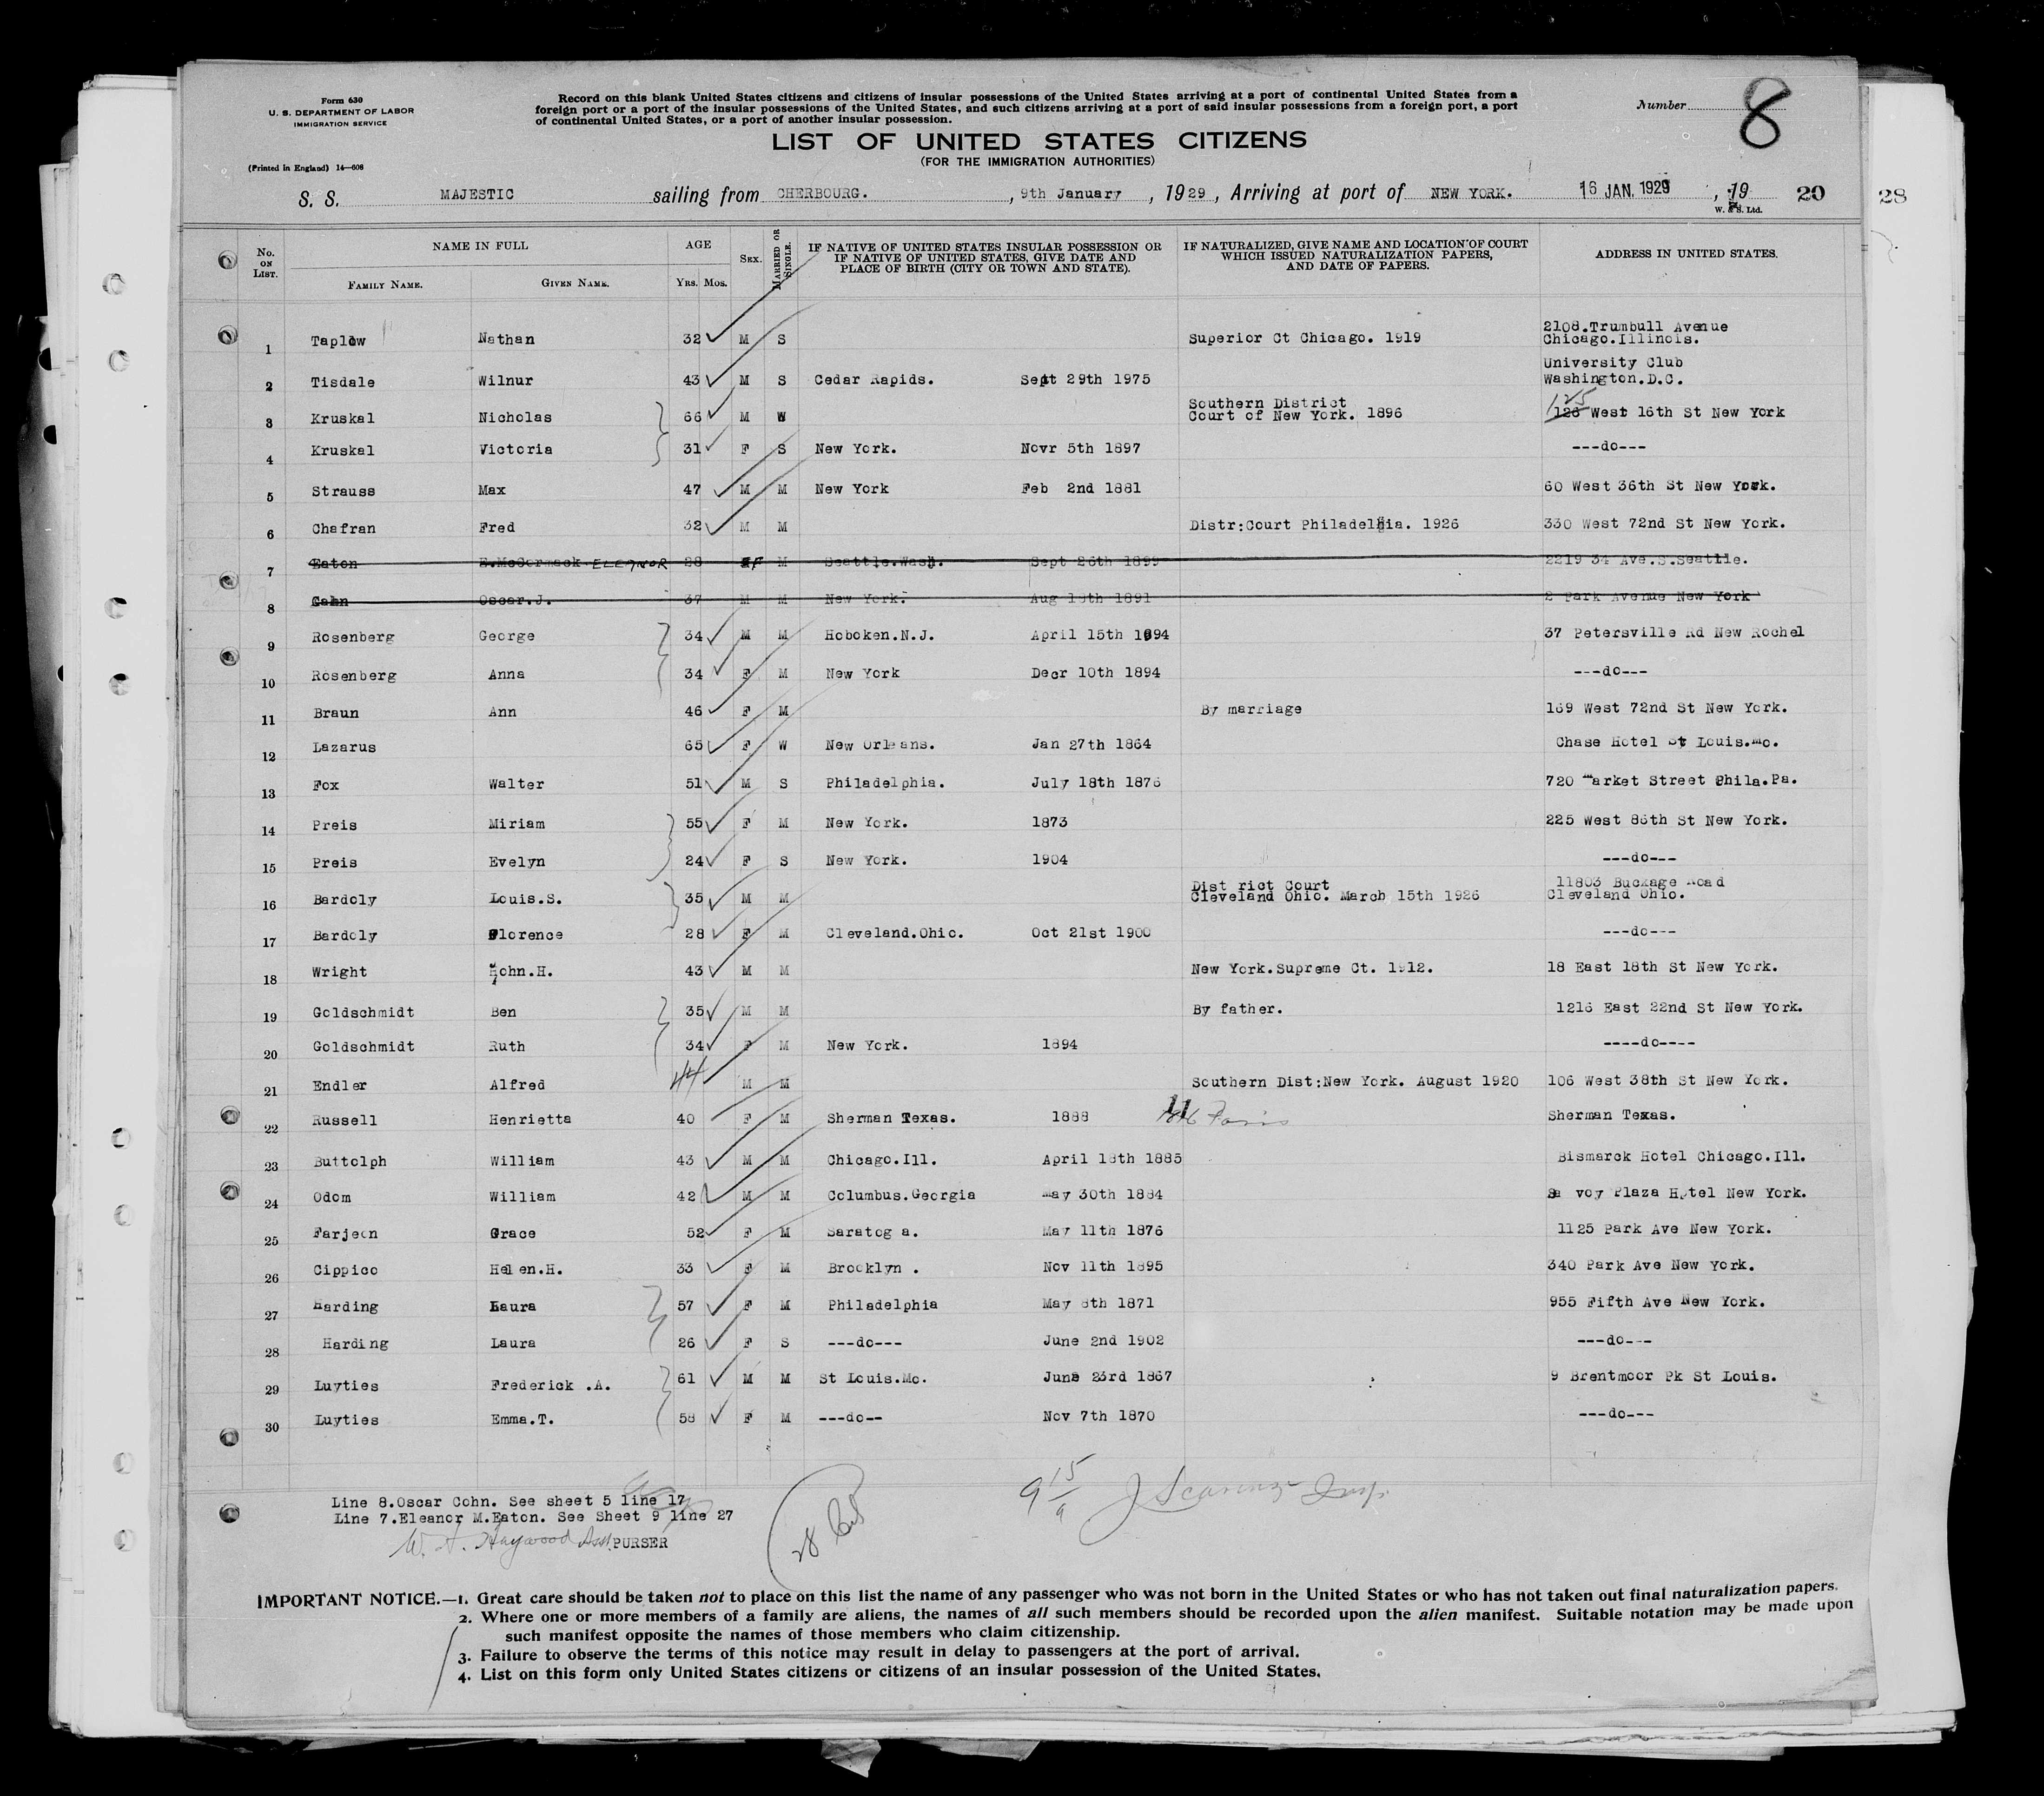 Form 630
U. S. DEPARTMENT OF LABOR
IMMIGRATION SERVICE
(Printed in England) 14—608
Record on this blank United States citizens and citizens of insular possessions of the United States arriving at a port of continental United States from a
foreign port or a port of the insular possessions of the United States, and such citizens arriving at a port of said insular possessions from a foreign port, a port
of continental United States, or a port of another insular possession.
Number 8
LIST OF UNITED STATES CITIZENS
(FOR THE IMMIGRATION AUTHORITIES)
S. S. MAJESTIC sailing from CHERBOURG. , 9th January , 1929 , Arriving at port of NEW YORK. 16 JAN. 1929 , 19 20 28
W. & S. Ltd.
No. ON LIST. NAME IN FULL AGE SEX. MARRIED OR SINGLE. IF NATIVE OF UNITED STATES INSULAR POSSESSION OR IF NATIVE OF UNITED STATES, GIVE DATE AND PLACE OF BIRTH (CITY OR TOWN AND STATE). IF NATURALIZED, GIVE NAME AND LOCATION OF COURT WHICH ISSUED NATURALIZATION PAPERS, AND DATE OF PAPERS. ADDRESS IN UNITED STATES.
FAMILY NAME. GIVEN NAME. YRS. MOS.
1 Taplow Nathan 32 M S Superior Ct Chicago. 1919 2108.Trumbull Avenue Chicago.Illinois.
2 Tisdale Wilnur 43 M S Cedar Rapids. Sept 29th 1975 University Club Washington.D.C.
3 Kruskal Nicholas 66 M W Southern District Court of New York. 1896 125 126 West 16th St New York
4 Kruskal Victoria 31 F S New York. Novr 5th 1897 ---do---
5 Strauss Max 47 M M New York Feb 2nd 1881 60 West 36th St New York.
6 Chafran Fred 32 M M Distr:Court Philadelhia. 1926 330 West 72nd St New York.
7 Eaton E.McCormack ELEANOR 28 F M Seattle.Wash. Sept 26th 1899 2219 34 Ave.S.Seattle.
8 Cahn Oscar.J. 37 M M New York. Aug 18th 1891 2 Park Avenue New York
9 Rosenberg George 34 M M Hoboken.N.J. April 15th 1894 37 Petersville Rd New Rochel
10 Rosenberg Anna 34 F M New York Decr 10th 1894 ---do---
11 Braun Ann 46 F M By marriage 169 West 72nd St New York.
12 Lazarus 65 F W New Orleans. Jan 27th 1864 Chase Hotel St Louis.Mo.
13 Fox Walter 51 M S Philadelphia. July 18th 1876 720 Market Street Phila.Pa.
14 Preis Miriam 55 F M New York. 1873 225 West 86th St New York.
15 Preis Evelyn 24 F S New York. 1904 ---do---
16 Bardoly Louis.S. 35 M M Dist rict Court Cleveland Ohio. March 15th 1926 11803 Buckage Road Cleveland Ohio.
17 Bardoly Florence 28 F M Cleveland.Ohio. Oct 21st 1900 ---do---
18 Wright John.H. 43 M M New York.Supreme Ct. 1912. 18 East 18th St New York.
19 Goldschmidt Ben 35 M M By father. 1216 East 22nd St New York.
20 Goldschmidt Ruth 34 F M New York. 1894 ----do----
21 Endler Alfred 44 M M Southern Dist:New York. August 1920 106 West 38th St New York.
22 Russell Henrietta 40 F M Sherman Texas. 1888 11 Paris Sherman Texas.
23 Buttolph William 43 M M Chicago.Ill. April 18th 1885 Bismarck Hotel Chicago.Ill.
24 Odom William 42 M M Columbus.Georgia May 30th 1884 Sa voy Plaza Hotel New York.
25 Farjeon Grace 52 F M Saratog a. May 11th 1876 1125 Park Ave New York.
26 Cippico Helen.H. 33 F M Brooklyn . Nov 11th 1895 340 Park Ave New York.
27 Harding Laura 57 F M Philadelphia May 8th 1871 955 Fifth Ave New York.
28 Harding Laura 26 F S ---do--- June 2nd 1902 ---do---
29 Luyties Frederick .A. 61 M M St Louis.Mo. June 23rd 1867 9 Brentmoor Pk St Louis.
30 Luyties Emma.T. 58 F M ---do-- Nov 7th 1870 ---do---
Line 8.Oscar Cohn. See sheet 5 line 17
Line 7.Eleanor M.Eaton. See Sheet 9 line 27
W. A. Haywood Asst.PURSER
28
9 15
IMPORTANT NOTICE.—1. Great care should be taken not to place on this list the name of any passenger who was not born in the United States or who has not taken out final naturalization papers.
2. Where one or more members of a family are aliens, the names of all such members should be recorded upon the alien manifest. Suitable notation may be made upon
such manifest opposite the names of those members who claim citizenship.
3. Failure to observe the terms of this notice may result in delay to passengers at the port of arrival.
4. List on this form only United States citizens or citizens of an insular possession of the United States.